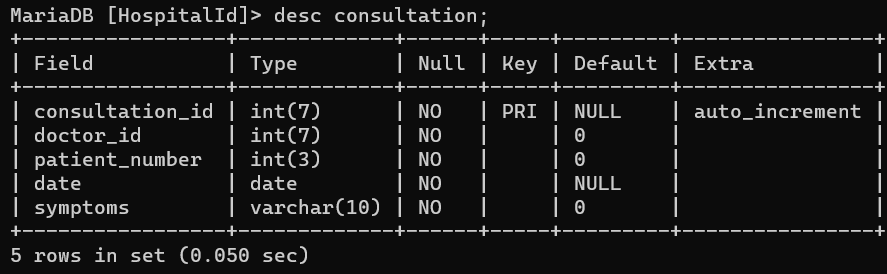 MariaDB [HospitalId]> desc consultation;
+-----------------+-------------+------+-----+---------+----------------+
| Field           | Type        | Null | Key | Default | Extra          |
+-----------------+-------------+------+-----+---------+----------------+
| consultation_id | int(7)      | NO   | PRI | NULL    | auto_increment |
| doctor_id       | int(7)      | NO   |     | 0       |                |
| patient_number  | int(3)      | NO   |     | 0       |                |
| date            | date        | NO   |     | NULL    |                |
| symptoms        | varchar(10) | NO   |     | 0       |                |
+-----------------+-------------+------+-----+---------+----------------+
5 rows in set (0.050 sec)